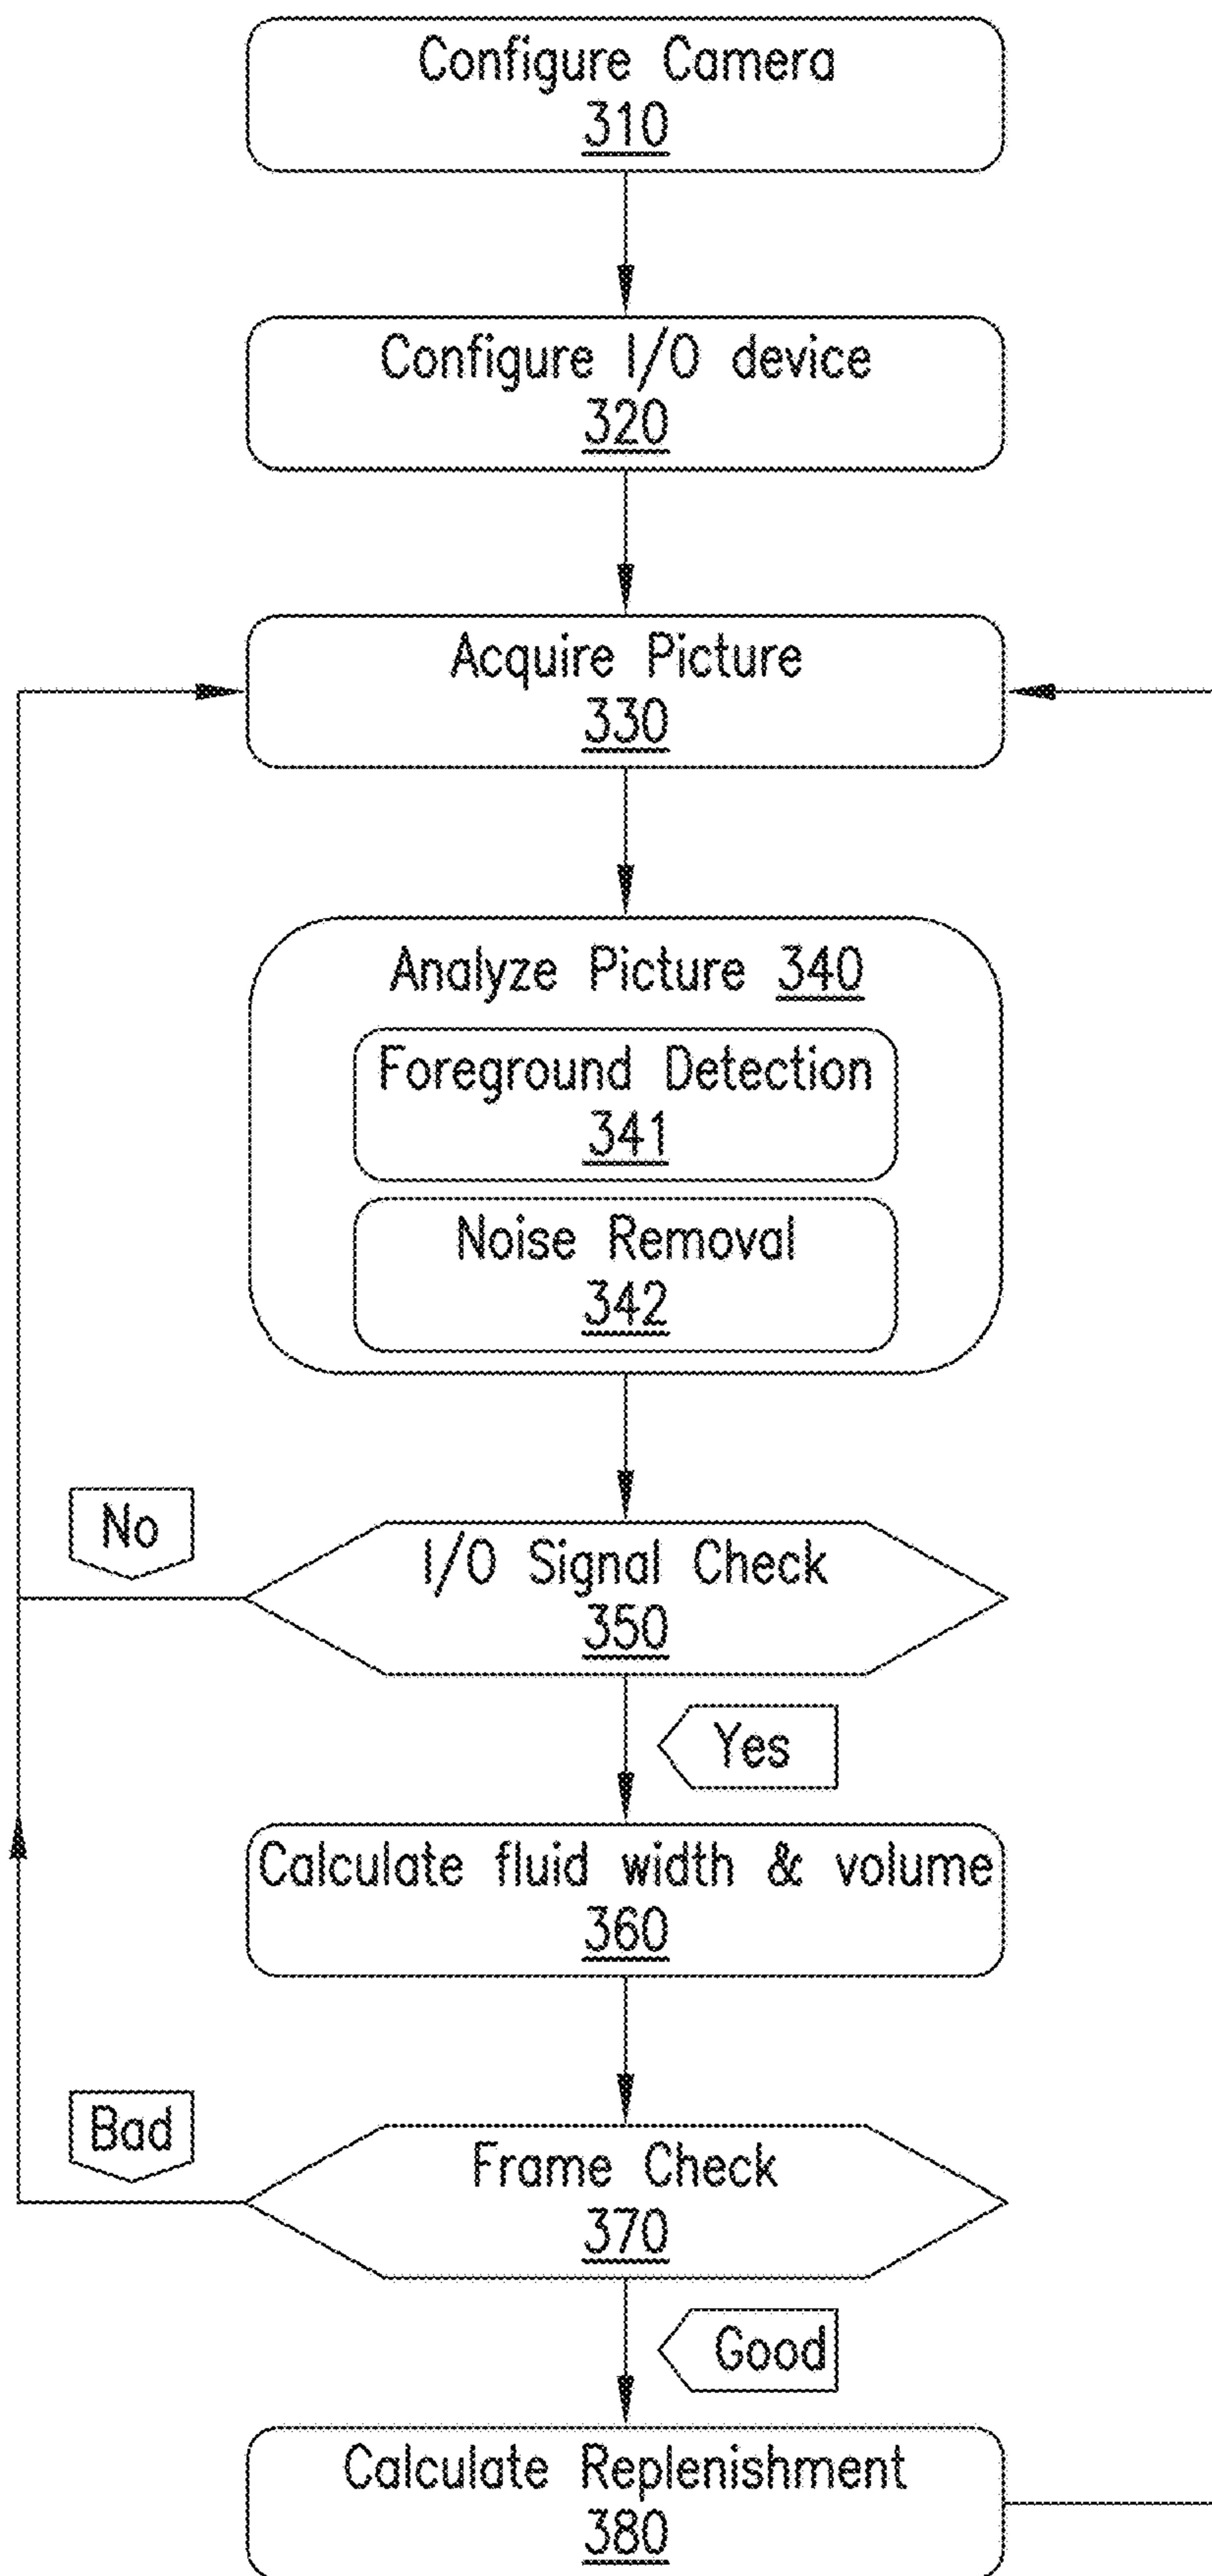 Configure Camera
310
Configure I/O device
320
Acquire Picture
330
Analyze Picture 340
Foreground Detection
341
Noise Removal
342
No
I/O Signal Check
350
Yes
Calculate fluid width & volume
360
Bad
Frame Check
370
Good
Calculate Replenishment
380